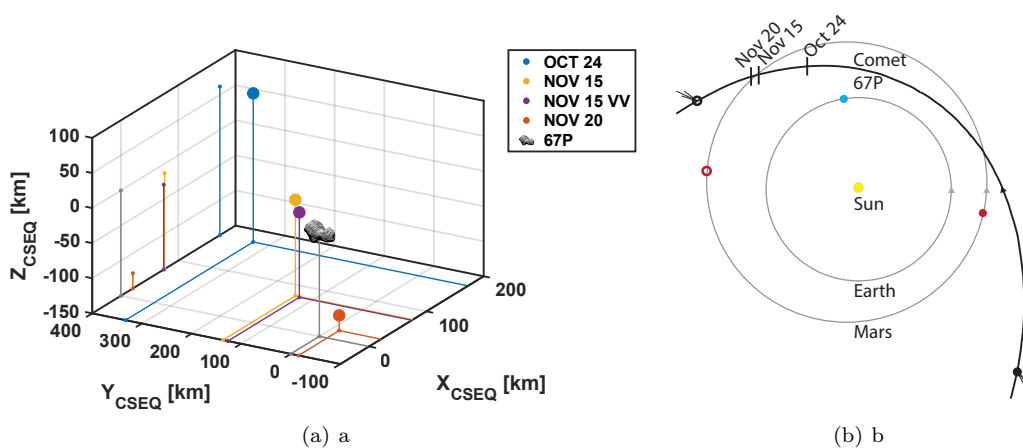 OCT 24
NOV 15
NOV 15 VV
NOV 20
67P
100
50
0
-50
-100
-150
Z_CSEQ [km]
400
300
200
100
0
-100
Y_CSEQ [km]
200
100
0
X_CSEQ [km]
(a) a
Nov 20
Nov 15
Oct 24
Comet
67P
Sun
Earth
Mars
(b) b